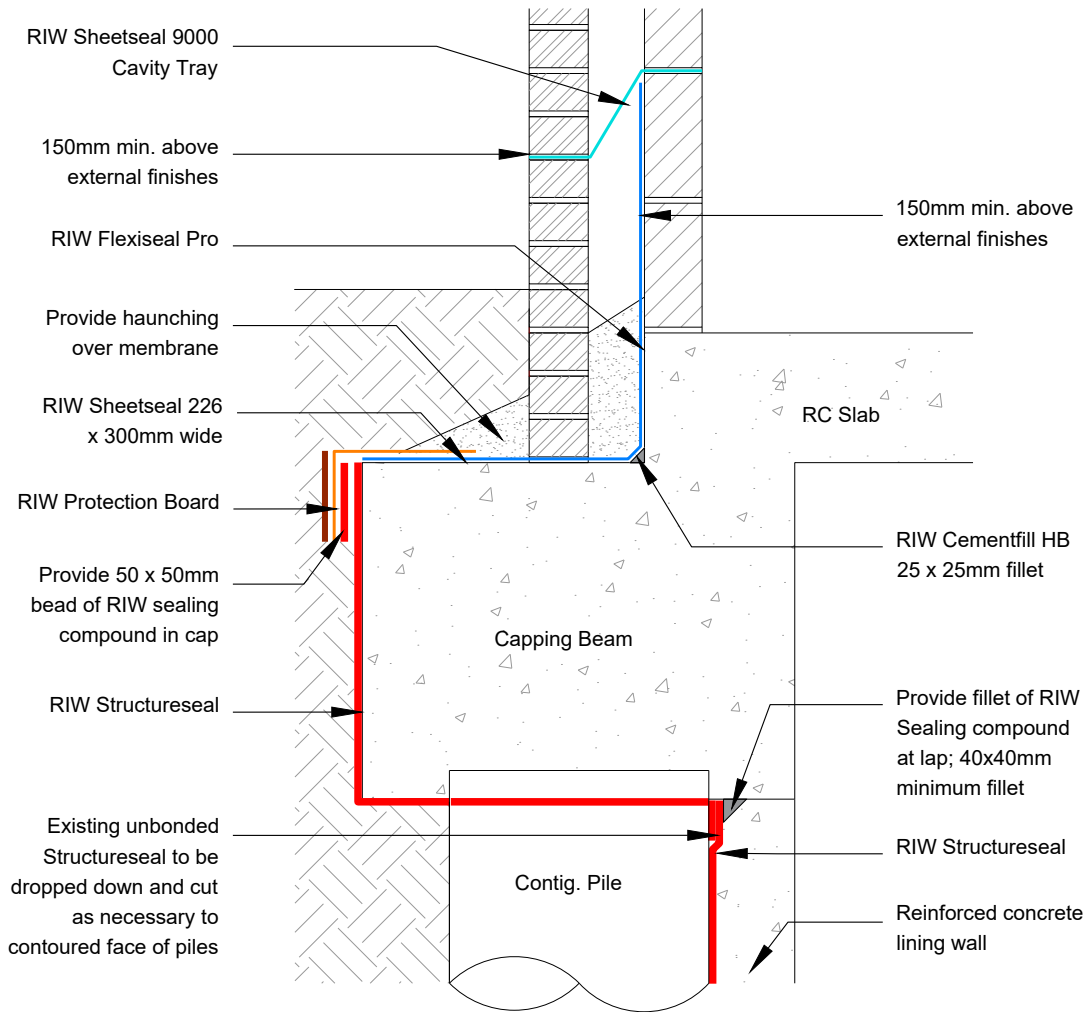 RIW Sheetseal 9000
Cavity Tray
150mm min. above
external finishes
RIW Flexiseal Pro
Provide haunching
over membrane
RIW Sheetseal 226
x 300mm wide
RIW Protection Board
Provide 50 x 50mm
bead of RIW sealing
compound in cap
RIW Structureseal
Existing unbonded
Structureseal to be
dropped down and cut
as necessary to
contoured face of piles
RC Slab
Capping Beam
Contig. Pile
150mm min. above
external finishes
RIW Cementfill HB
25 x 25mm fillet
Provide fillet of RIW
Sealing compound
at lap; 40x40mm
minimum fillet
RIW Structureseal
Reinforced concrete
lining wall